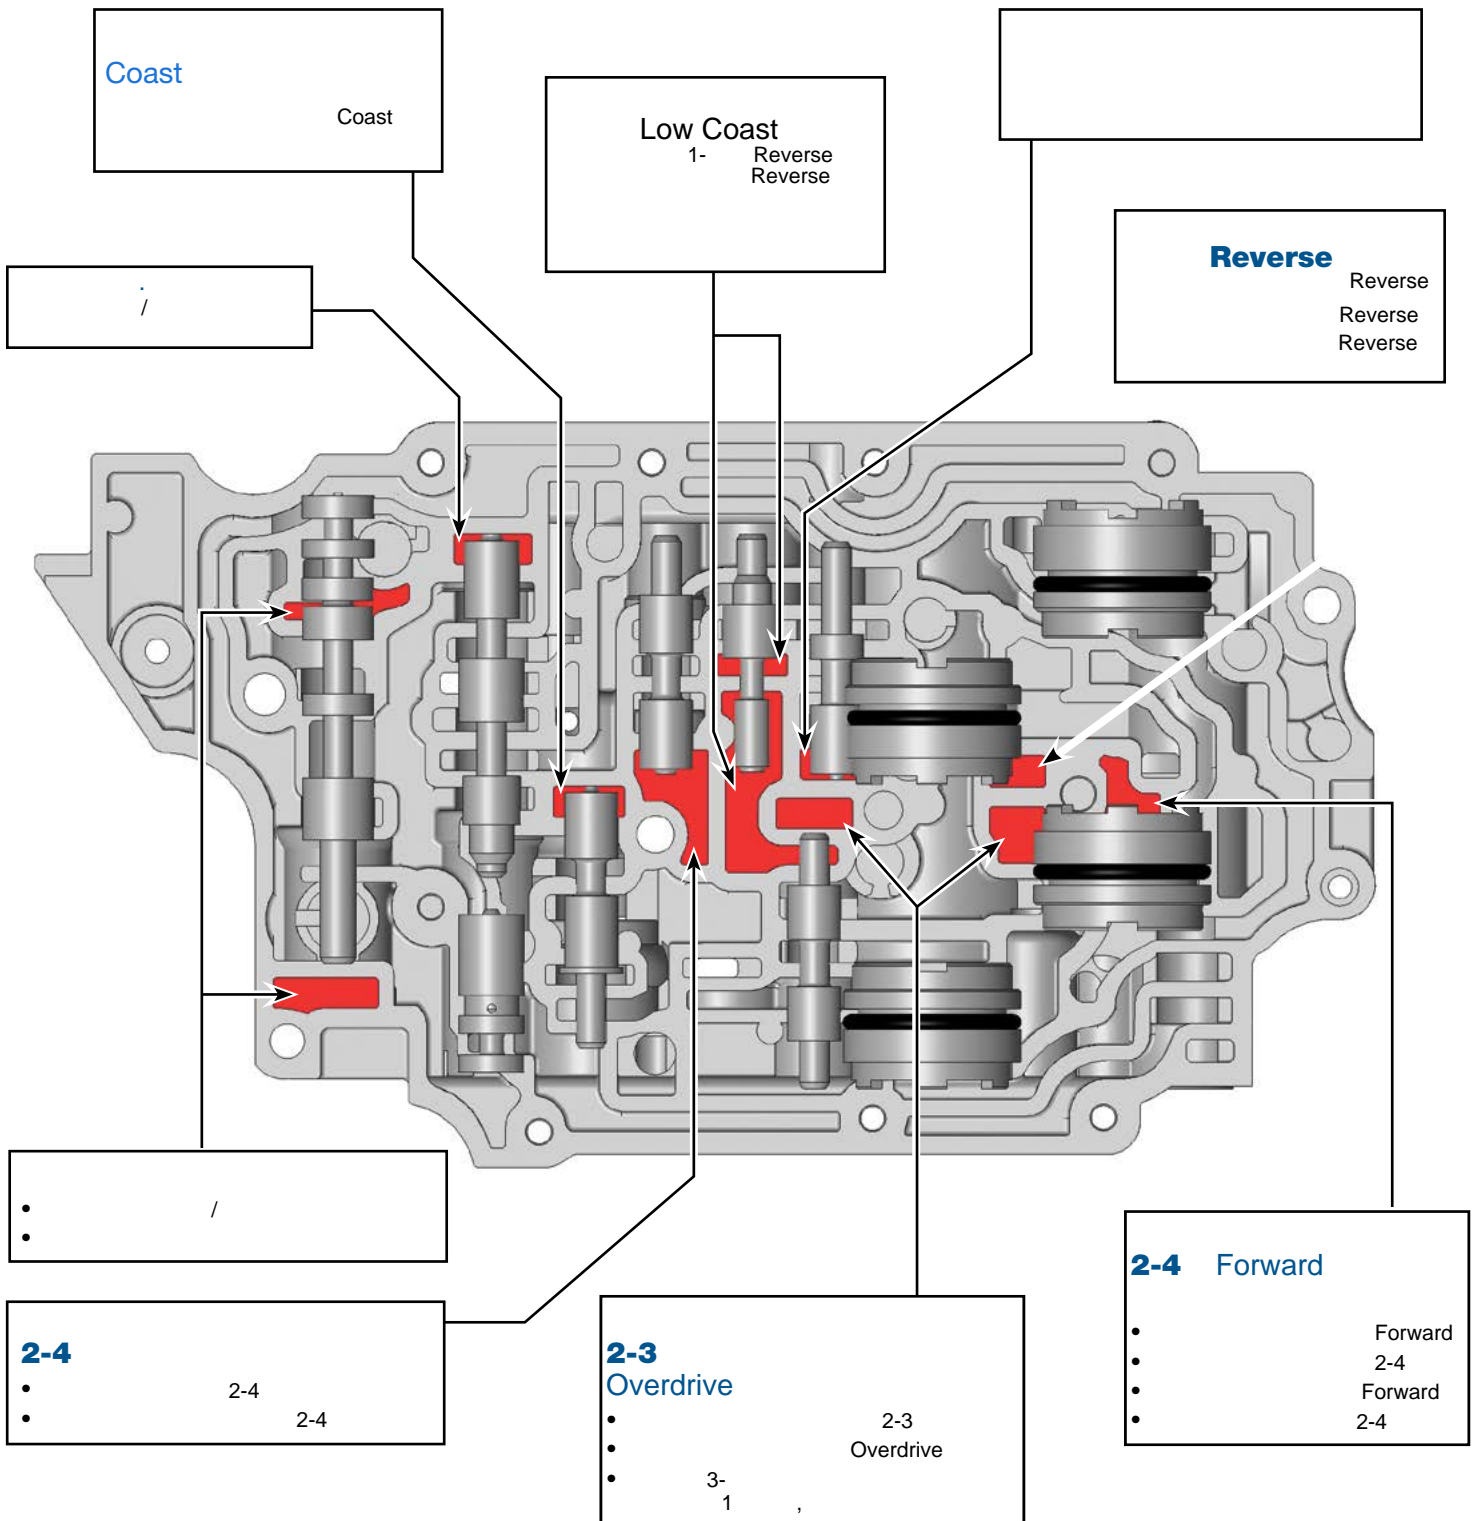 Coast
Coast
Low Coast
1- Reverse
Reverse
Reverse
Reverse
Reverse
Reverse
.
/
• /
•
2-4
• 2-4
• 2-4
2-3
Overdrive
• 2-3
• Overdrive
• 3-
1 ,
2-4 Forward
• Forward
• 2-4
• Forward
• 2-4